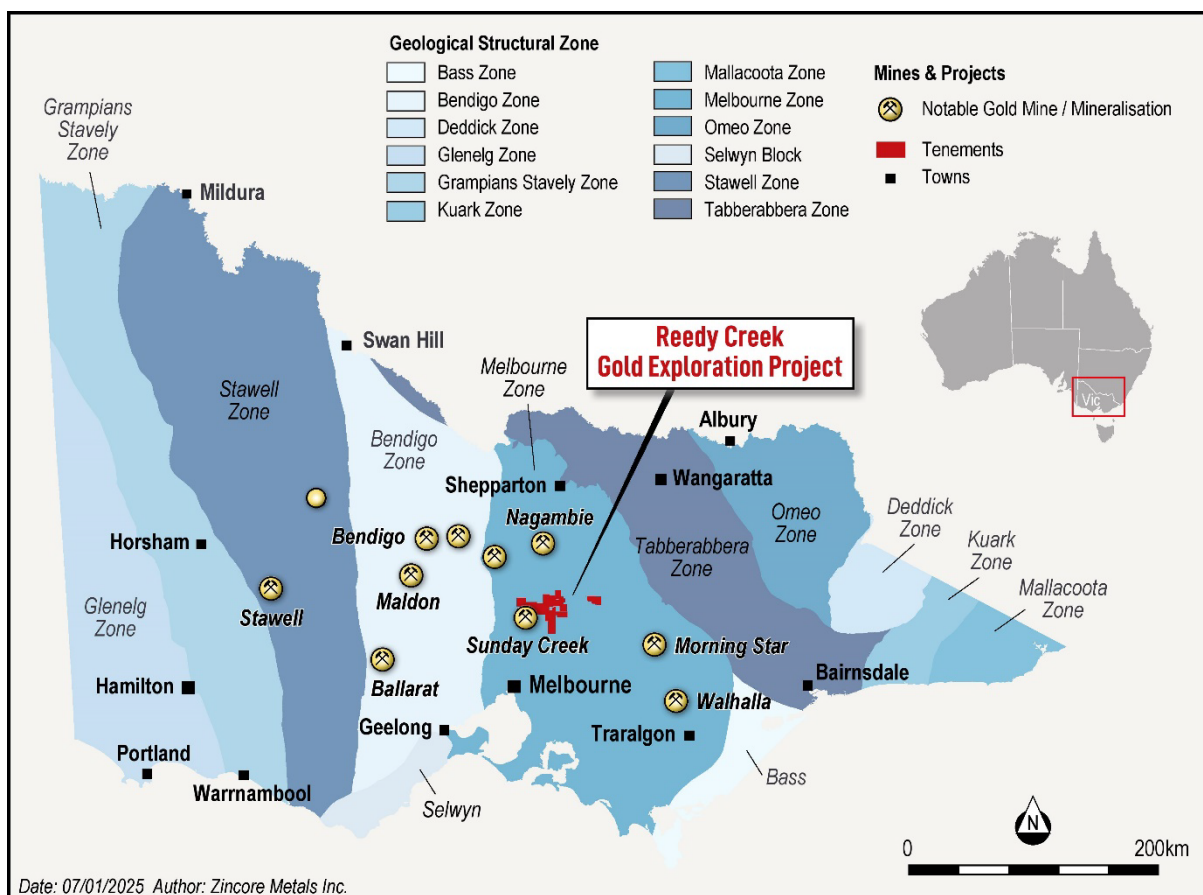 Geological Structural Zone
Bass Zone
Bendigo Zone
Deddick Zone
Glenelg Zone
Grampians Stavely Zone
Kuark Zone
Mallacoota Zone
Melbourne Zone
Omeo Zone
Selwyn Block
Stawell Zone
Tabberabbera Zone
Mines & Projects
Notable Gold Mine / Mineralisation
Tenements
Towns
Grampians
Stavely
Zone
Mildura
Swan Hill
Stawell
Zone
Bendigo
Zone
Melbourne
Zone
Reedy Creek
Gold Exploration Project
Vic
Albury
Shepparton
Wangaratta
Nagambie
Omeo
Zone
Deddick
Zone
Kuark
Zone
Mallacoota
Zone
Tabberabbera
Zone
Horsham
Bendigo
Maldon
Stawell
Glenelg
Zone
Sunday Creek
Morning Star
Hamilton
Ballarat
Melbourne
Bairnsdale
Walhalla
Geelong
Traralgon
Portland
Warrnambool
Selwyn
Bass
N
0
200km
Date: 07/01/2025 Author: Zincore Metals Inc.